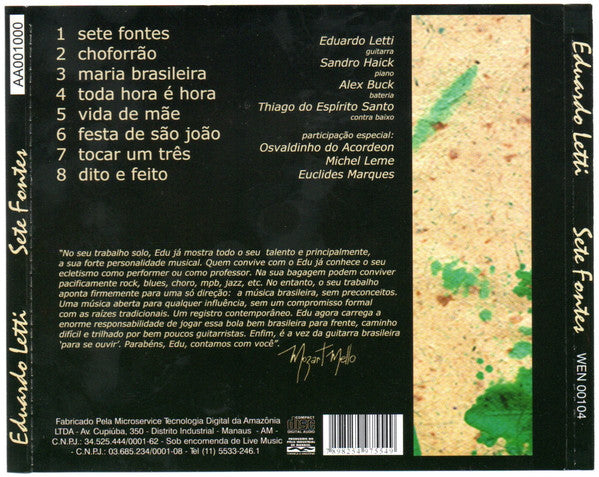 AA001000
Eduardo Letti
Sete Fontes
1 sete fontes
2 choforrão
3 maria brasileira
4 toda hora é hora
5 vida de mãe
6 festa de são joão
7 tocar um três
8 dito e feito
Eduardo Letti
guitarra
Sandro Haick
piano
Alex Buck
bateria
Thiago do Espírito Santo
contra baixo
participação especial:
Osvaldinho do Acordeon
Michel Leme
Euclides Marques
"No seu trabalho solo, Edu já mostra todo o seu talento e principalmente,
a sua forte personalidade musical. Quem convive com o Edu já conhece o seu
ecletismo como performer ou como professor. Na sua bagagem podem conviver
pacificamente rock, blues, choro, mpb, jazz, etc. No entanto, o seu trabalho
aponta firmemente para uma só direção: a música brasileira, sem preconceitos.
Uma música aberta para qualquer influência, sem um compromisso formal
com as raízes tradicionais. Um registro contemporâneo. Edu agora carrega a
enorme responsabilidade de jogar essa bola bem brasileira para frente, caminho
difícil e trilhado por bem poucos guitarristas. Enfim, é a vez da guitarra brasileira
'para se ouvir'. Parabéns, Edu, contamos com você".
Mozart Mello
Fabricado Pela Microservice Tecnologia Digital da Amazônia
LTDA - Av. Cupiúba, 350 - Distrito Industrial - Manaus - AM -
C.N.P.J.: 34.525.444/0001-62 - Sob encomenda de Live Music
- C.N.P.J.: 03.685.234/0001-08 - Tel (11) 5533-246.1
COMPACT
disc
DIGITAL AUDIO
7898254975549
Eduardo Letti
Sete Fontes
WEN 00104